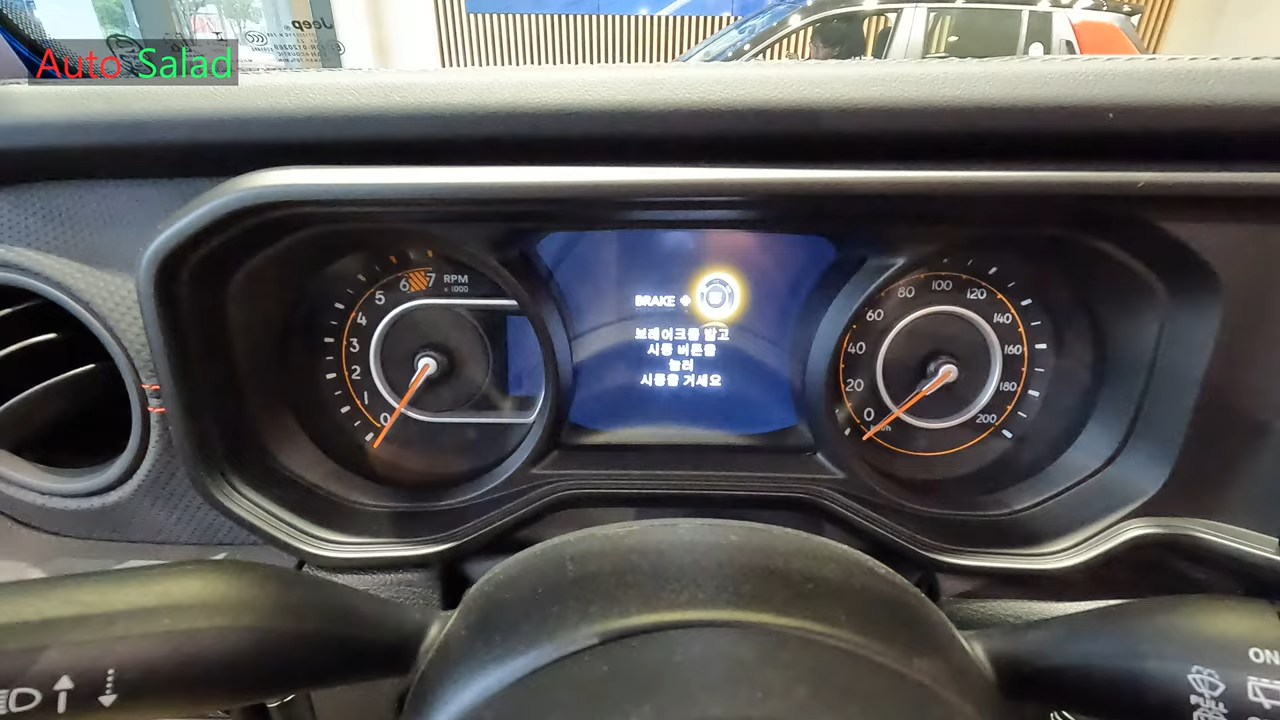 Jeep
Auto Salad
6 7 RPM
x 1000
5
4
3
2
1
0
BRAKE +
브레이크를 밟고
시동 버튼을
눌러
시동을 거세요
0
20
40
60
80
100
120
140
160
180
200
km/h
ON